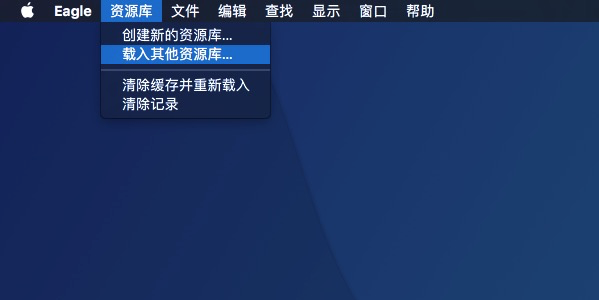 Eagle 资源库 文件 编辑 查找 显示 窗口 帮助
创建新的资源库...
载入其他资源库...
清除缓存并重新载入
清除记录